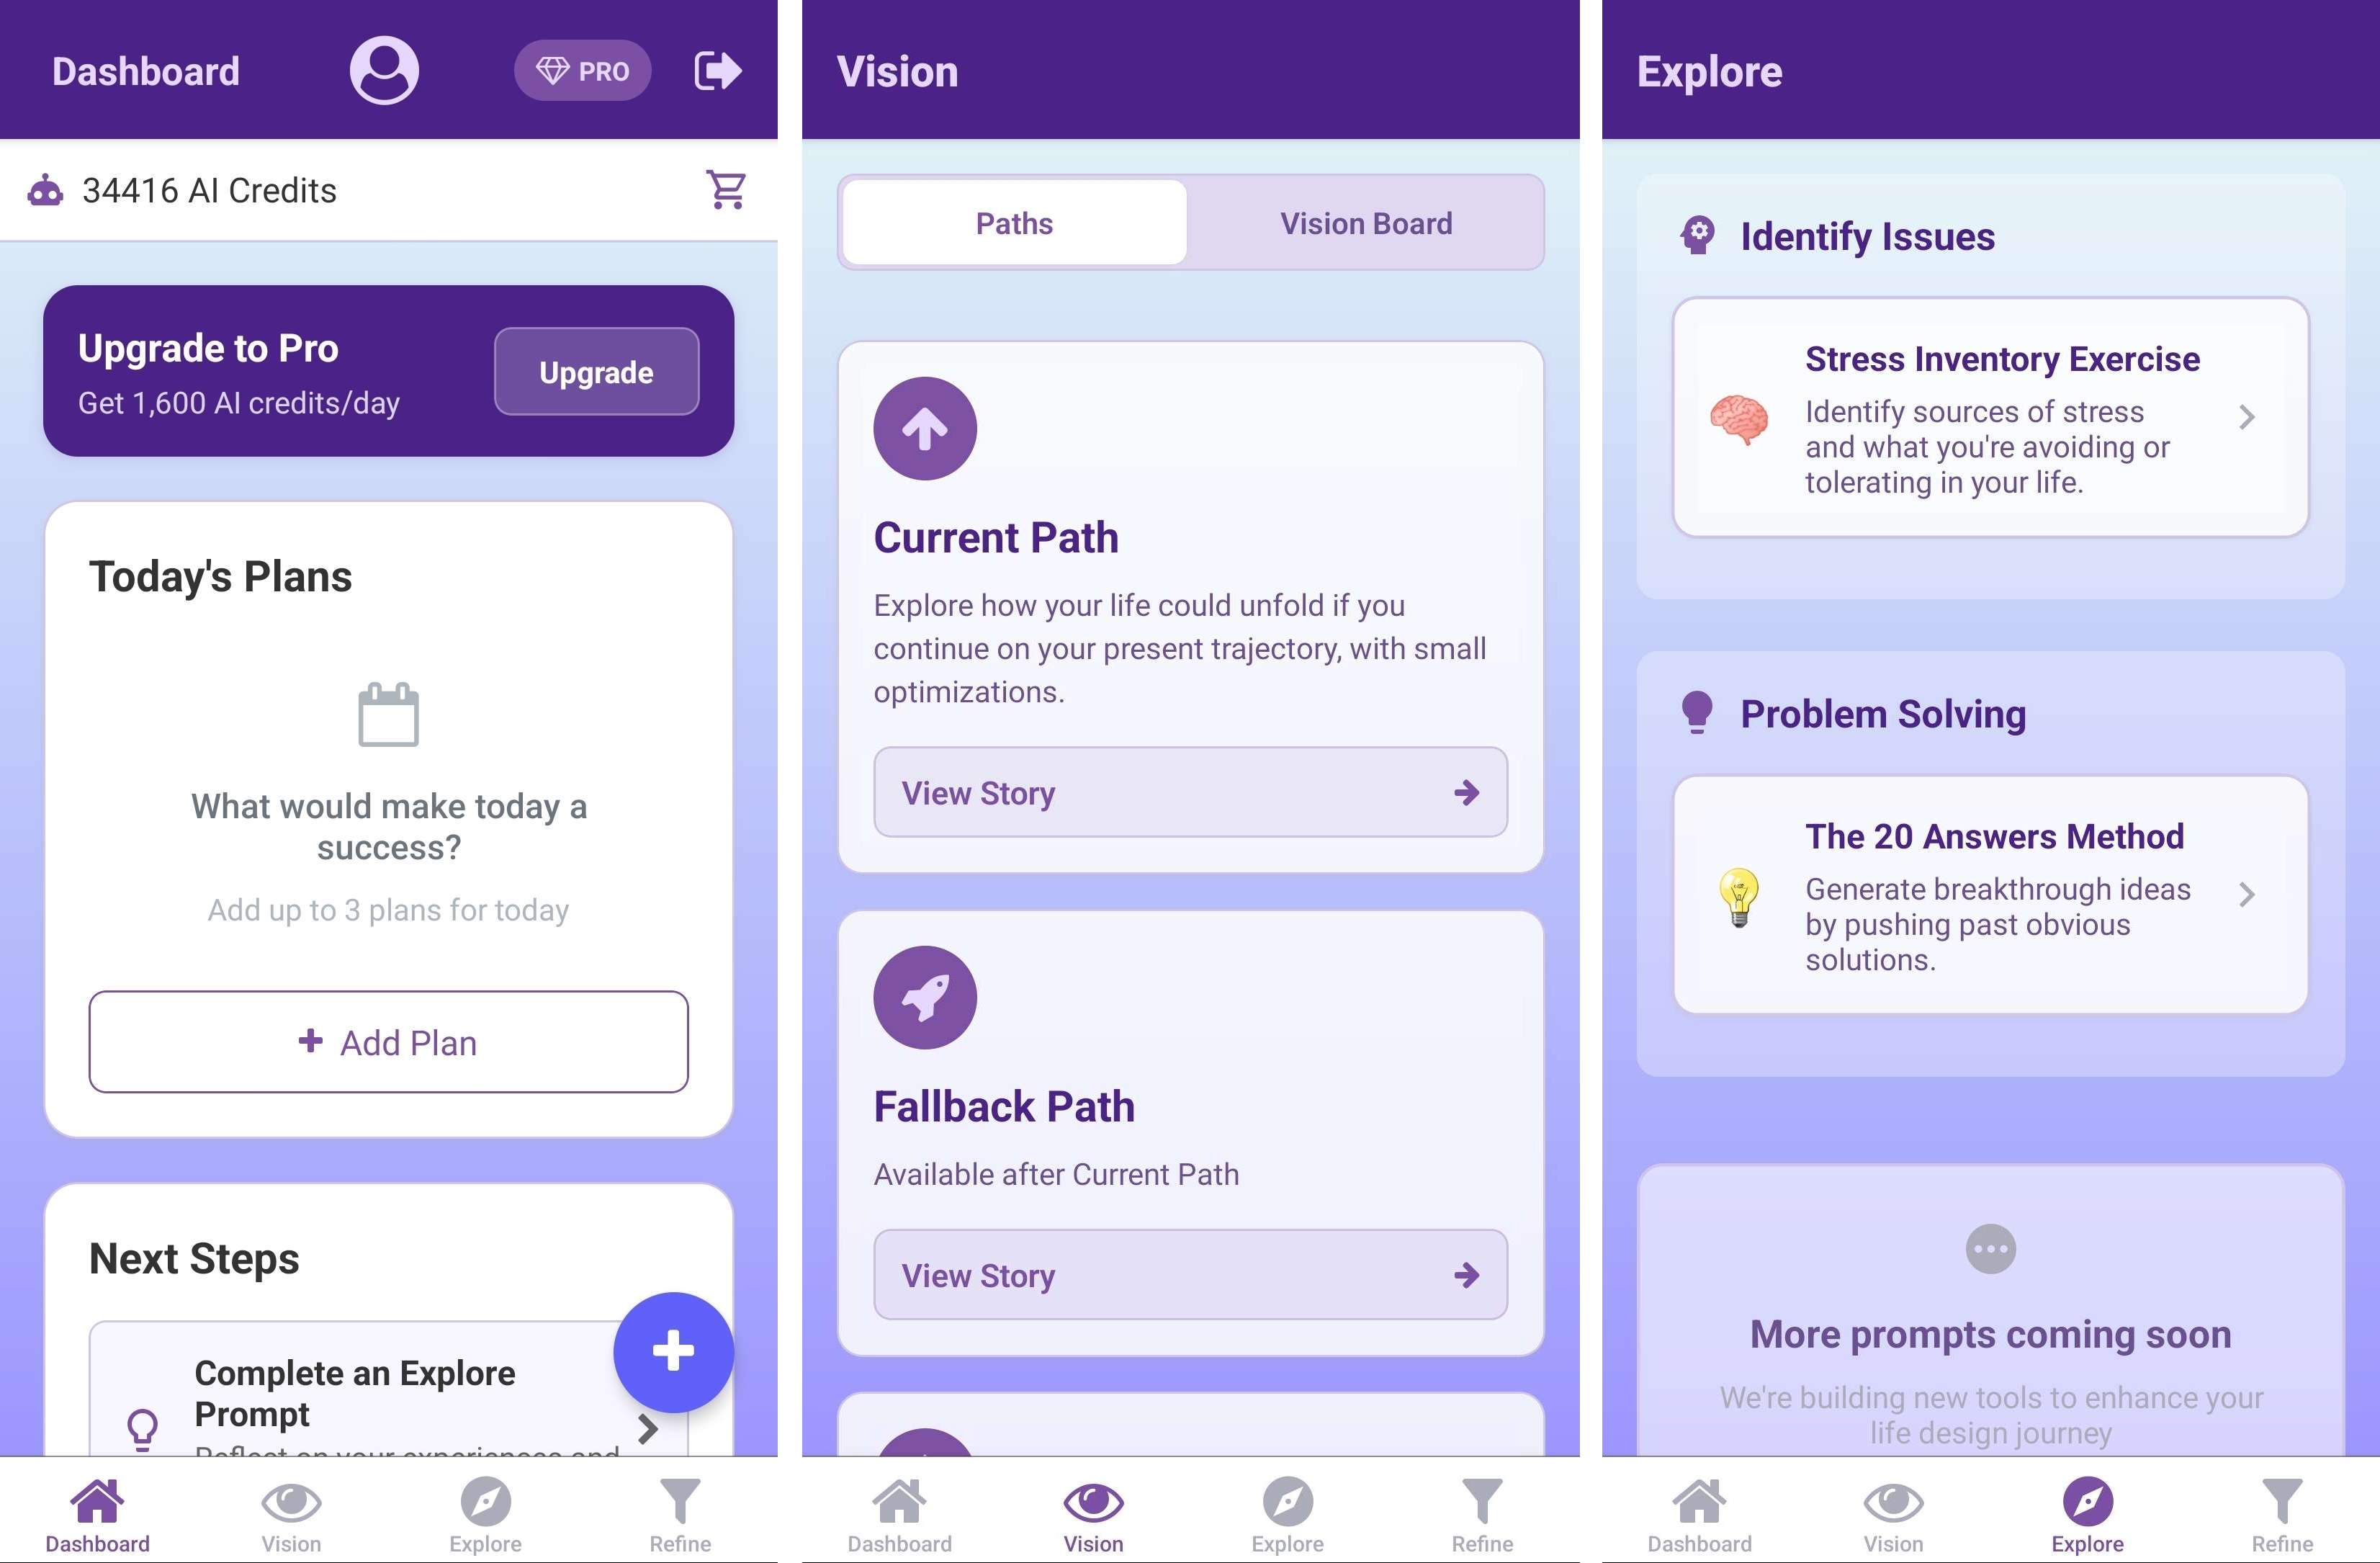 Dashboard
PRO
34416 AI Credits
Upgrade to Pro
Get 1,600 AI credits/day
Upgrade
Today's Plans
What would make today a
success?
Add up to 3 plans for today
Add Plan
Next Steps
Complete an Explore
Prompt
Reflect on your experiences and
Dashboard
Vision
Explore
Refine
Vision
Paths
Vision Board
Current Path
Explore how your life could unfold if you
continue on your present trajectory, with small
optimizations.
View Story
Fallback Path
Available after Current Path
View Story
Dashboard
Vision
Explore
Refine
Explore
Identify Issues
Stress Inventory Exercise
Identify sources of stress
and what you're avoiding or
tolerating in your life.
Problem Solving
The 20 Answers Method
Generate breakthrough ideas
by pushing past obvious
solutions.
More prompts coming soon
We're building new tools to enhance your
life design journey
Dashboard
Vision
Explore
Refine